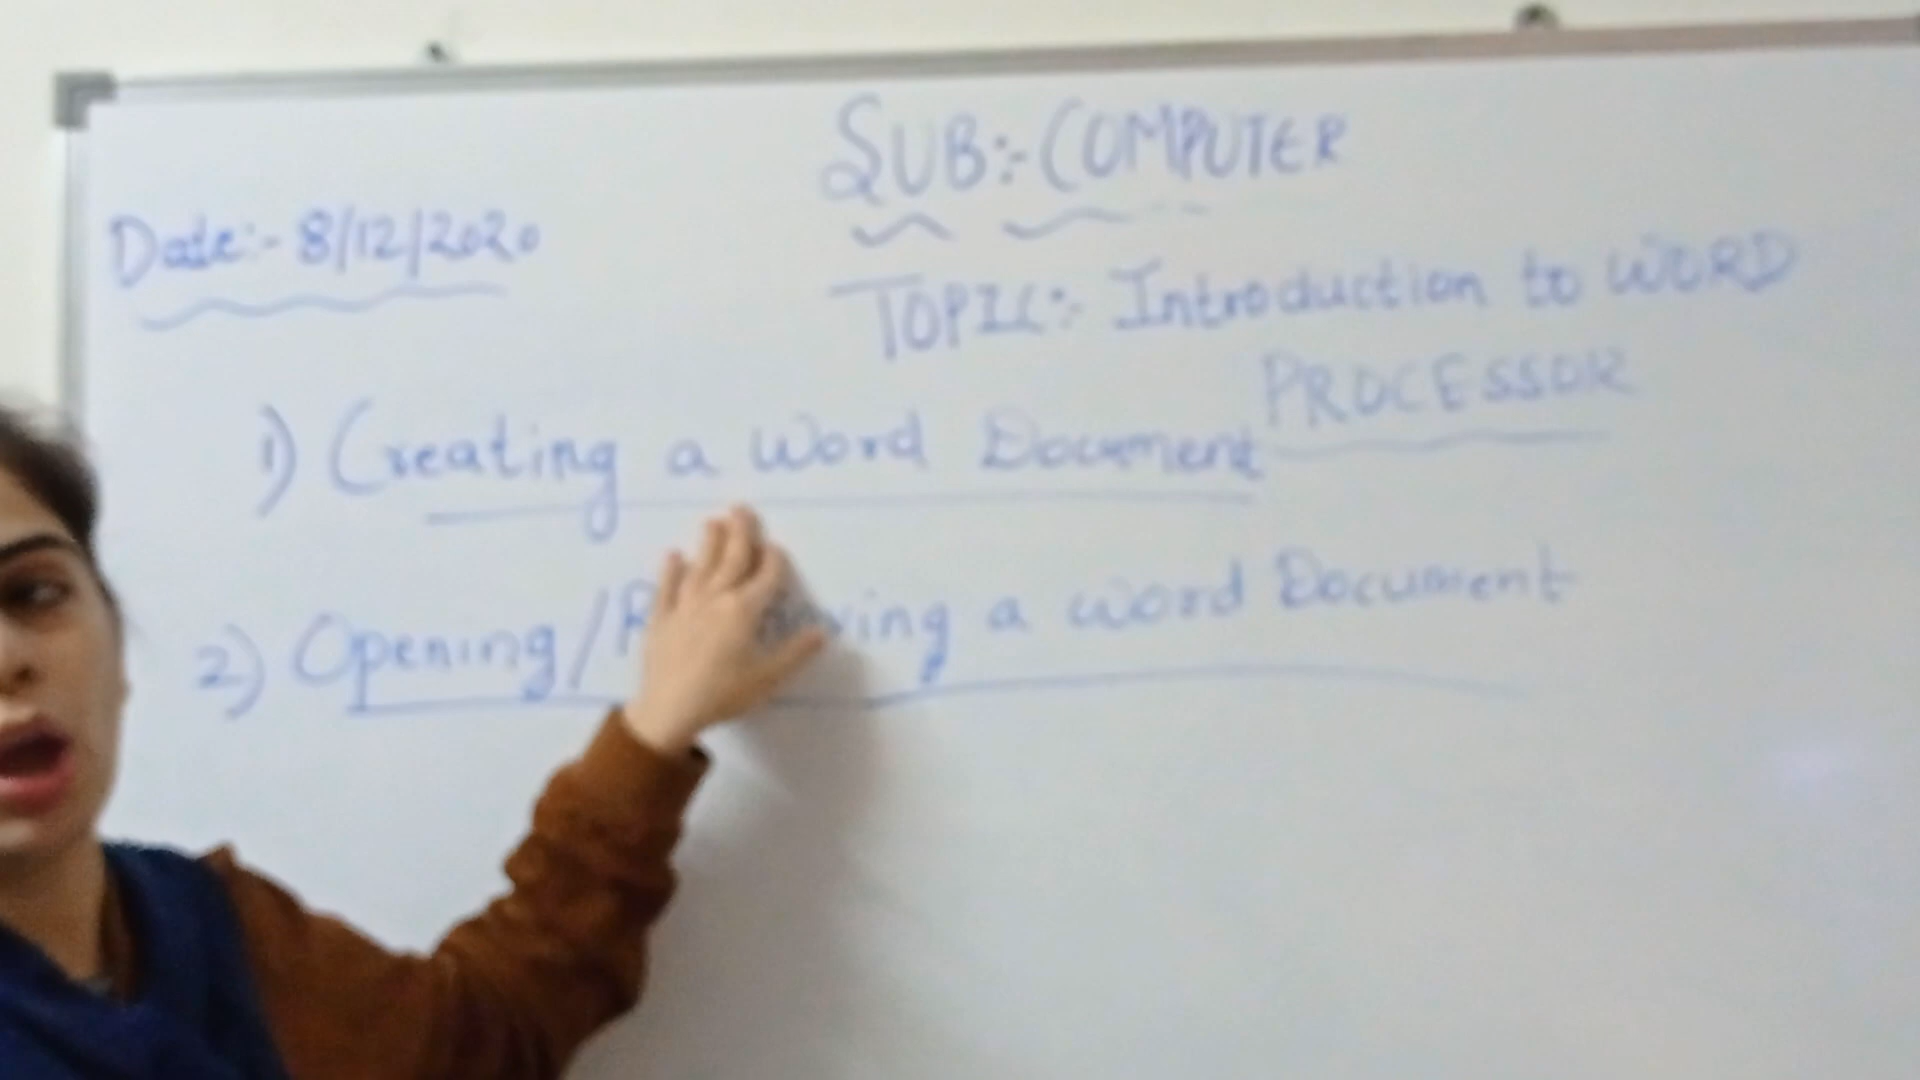 SUB:- COMPUTER
Date:- 8/12/2020
TOPIC:- Introduction to WORD
PROCESSOR
1) Creating a Word Document
2) Opening/ a word Document